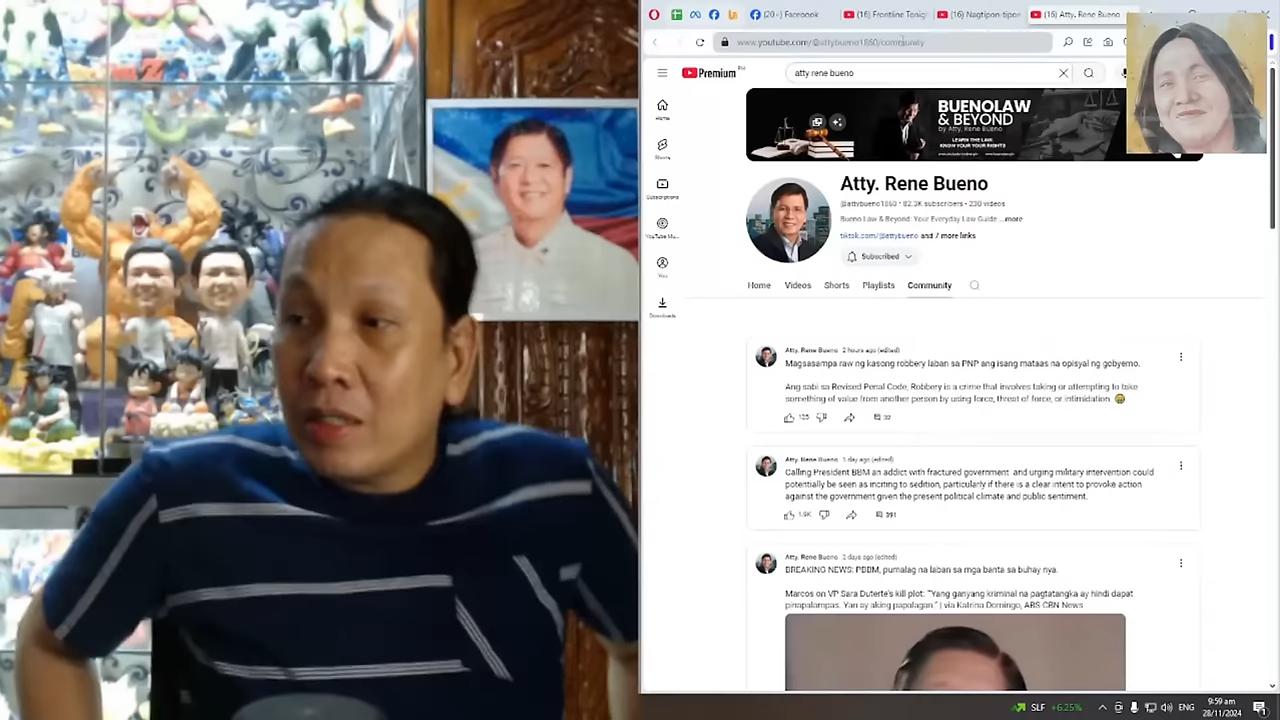 (20+) Facebook
(16) Frontline Tonig
(16) Nagtipon-tipon
(16) Atty. Rene Bueno
www.youtube.com/@attybueno1860/community
Premium PH
atty rene bueno
Home
Shorts
Subscriptions
YouTube Mu...
You
Downloads
BUENOLAW
& BEYOND
by Atty. Rene Bueno
LEARN THE LAW
KNOW YOUR RIGHTS
Atty. Rene Bueno
@attybueno1860 • 82.3K subscribers • 230 videos
Bueno Law & Beyond: Your Everyday Law Guide ...more
tiktok.com/@attybueno and 7 more links
Subscribed
Home Videos Shorts Playlists Community
Atty. Rene Bueno 2 hours ago (edited)
Magsasampa raw ng kasong robbery laban sa PNP ang isang mataas na opisyal ng gobyerno.
Ang sabi sa Revised Penal Code, Robbery is a crime that involves taking or attempting to take
something of value from another person by using force, threat of force, or intimidation.
125 32
Atty. Rene Bueno 1 day ago (edited)
Calling President BBM an addict with fractured government and urging military intervention could
potentially be seen as inciting to sedition, particularly if there is a clear intent to provoke action
against the government given the present political climate and public sentiment.
1.9K 391
Atty. Rene Bueno 2 days ago (edited)
BREAKING NEWS: PBBM, pumalag na laban sa mga banta sa buhay nya.
Marcos on VP Sara Duterte's kill plot: "Yang ganyang kriminal na pagtatangka ay hindi dapat
pinapalampas. Yan ay aking papalagan." | via Katrina Domingo, ABS CBN News
SLF +6.25%
ENG
9:59 am
28/11/2024